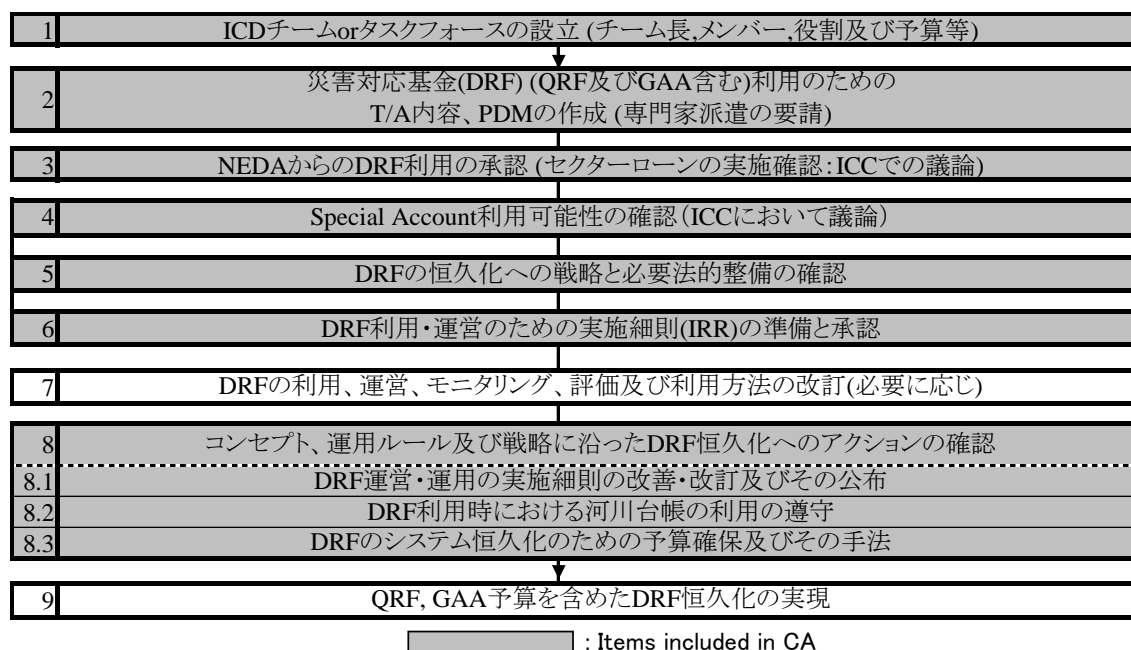 1 ICDチームorタスクフォースの設立 (チーム長,メンバー,役割及び予算等)
2 災害対応基金(DRF) (QRF及びGAA含む)利用のための
T/A内容、PDMの作成 (専門家派遣の要請)
3 NEDAからのDRF利用の承認 (セクターローンの実施確認:ICCでの議論)
4 Special Account利用可能性の確認(ICCにおいて議論)
5 DRFの恒久化への戦略と必要法的整備の確認
6 DRF利用・運営のための実施細則(IRR)の準備と承認
7 DRFの利用、運営、モニタリング、評価及び利用方法の改訂(必要に応じ)
8 コンセプト、運用ルール及び戦略に沿ったDRF恒久化へのアクションの確認
8.1 DRF運営・運用の実施細則の改善・改訂及びその公布
8.2 DRF利用時における河川台帳の利用の遵守
8.3 DRFのシステム恒久化のための予算確保及びその手法
9 QRF, GAA予算を含めたDRF恒久化の実現
: Items included in CA